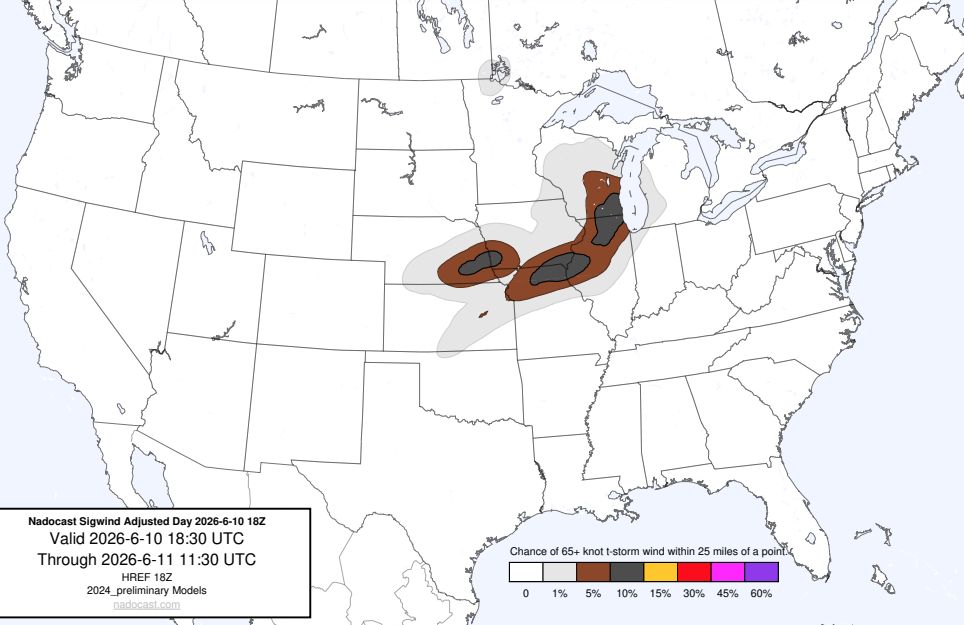 Nadocast Sigwind Adjusted Day 2026-6-10 18Z
Valid 2026-6-10 18:30 UTC
Through 2026-6-11 11:30 UTC
HREF 18Z
2024_preliminary Models
nadocast.com
Chance of 65+ knot t-storm wind within 25 miles of a point.
0 1% 5% 10% 15% 30% 45% 60%